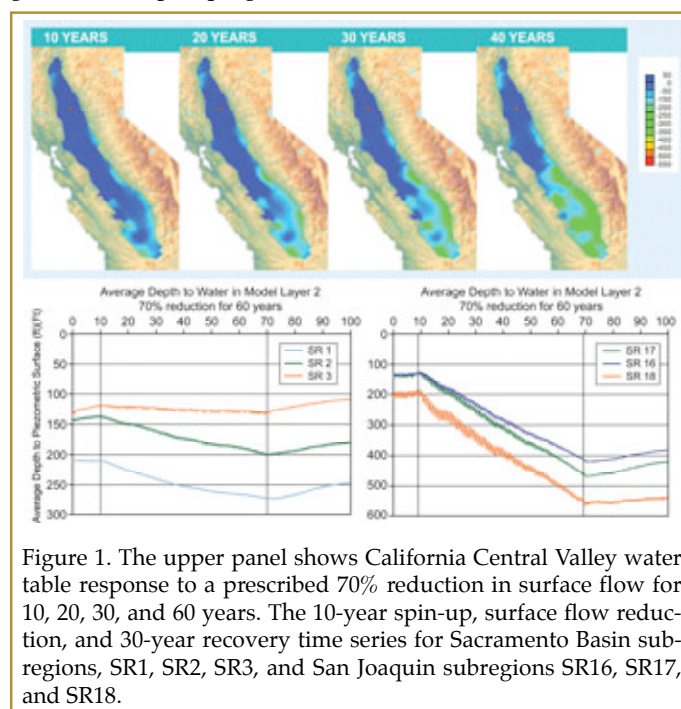 10 YEARS
20 YEARS
30 YEARS
40 YEARS
Average Depth to Water in Model Layer 2
70% reduction for 60 years
0 10 20 30 40 50 60 70 80 90 100
Average Depth to Piezometric Surface (ft)(Ft)
0
50
100
150
200
250
300
SR 1
SR 2
SR 3
Average Depth to Water in Model Layer 2
70% reduction for 60 years
0 10 20 30 40 50 60 70 80 90 100
0
100
200
300
400
500
600
SR 17
SR 16
SR 18
Figure 1. The upper panel shows California Central Valley water
table response to a prescribed 70% reduction in surface flow for
10, 20, 30, and 60 years. The 10-year spin-up, surface flow reduc-
tion, and 30-year recovery time series for Sacramento Basin sub-
regions, SR1, SR2, SR3, and San Joaquin subregions SR16, SR17,
and SR18.